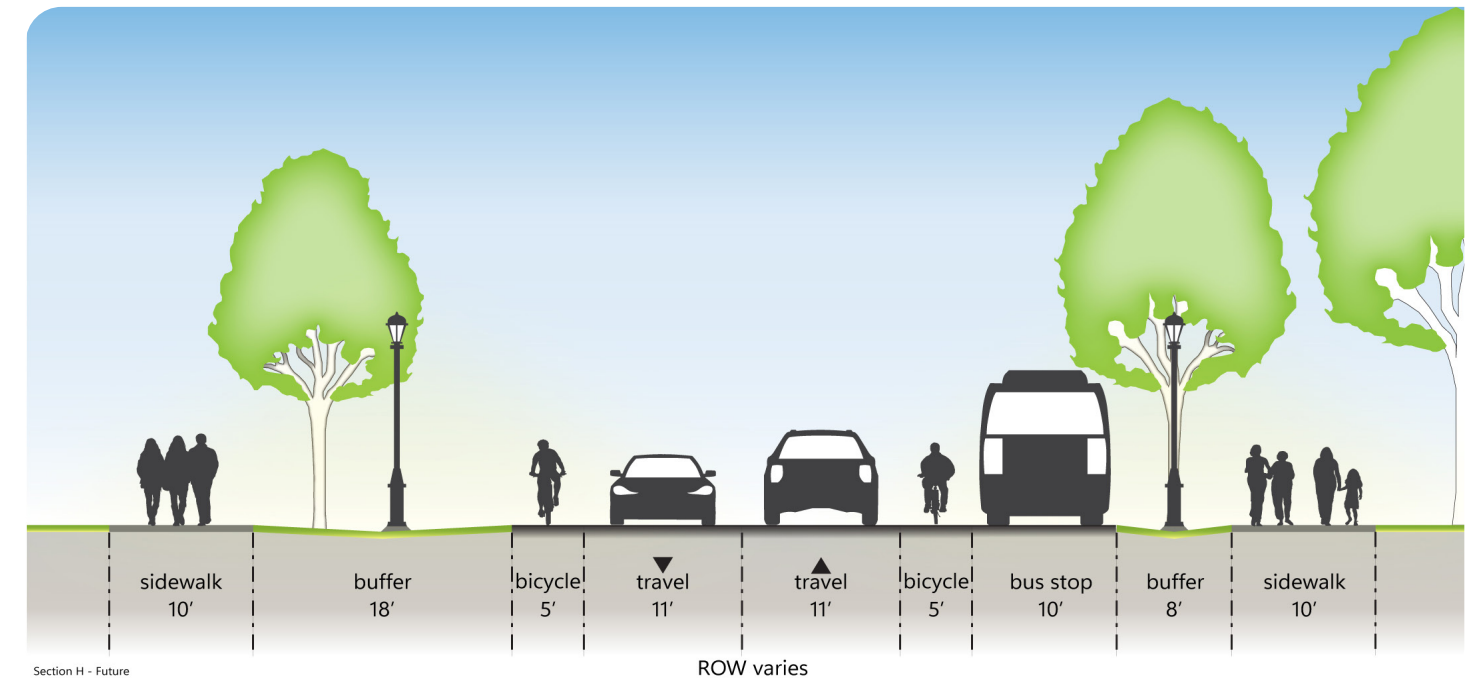 sidewalk
10′
buffer
18′
bicycle
5′
travel
11′
travel
11′
bicycle
5′
bus stop
10′
buffer
8′
sidewalk
10′
Section H - Future
ROW varies